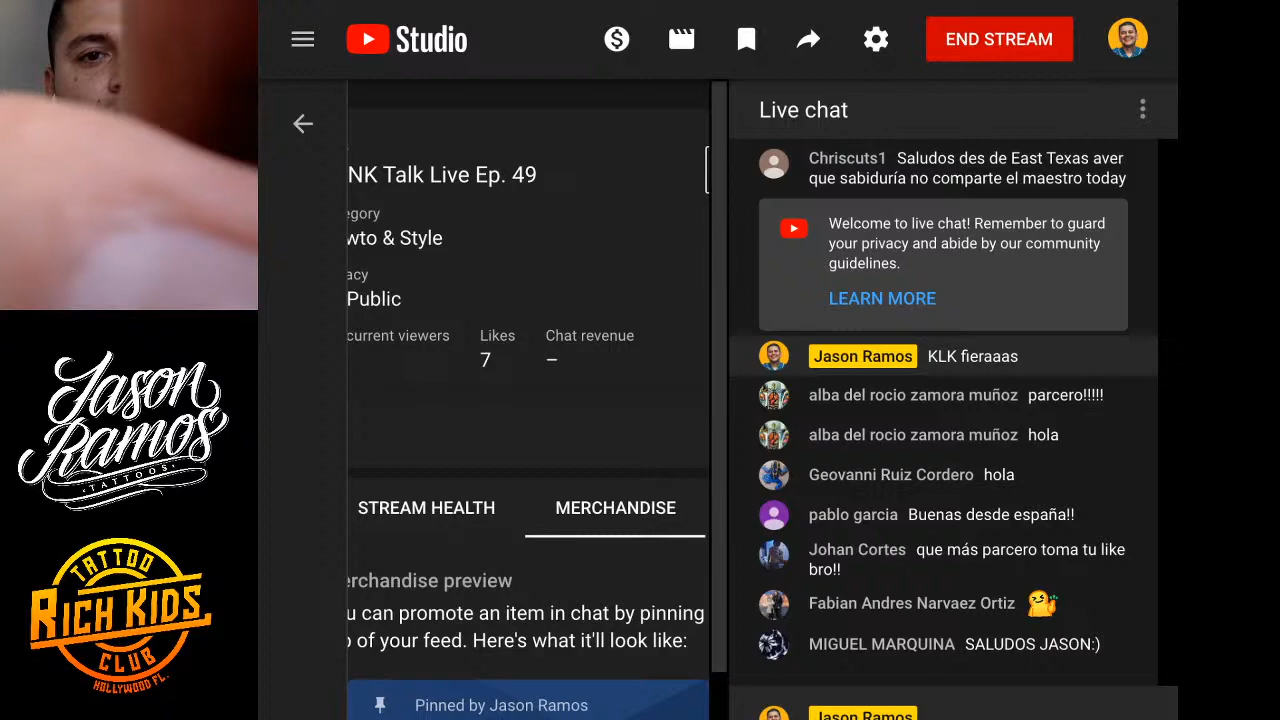 Studio
END STREAM
NK Talk Live Ep. 49
egory
wto & Style
acy
Public
current viewers Likes Chat revenue
7 –
STREAM HEALTH MERCHANDISE
erchandise preview
u can promote an item in chat by pinning
o of your feed. Here's what it'll look like:
Pinned by Jason Ramos
Live chat
Chriscuts1 Saludos des de East Texas aver
que sabiduría no comparte el maestro today
Welcome to live chat! Remember to guard
your privacy and abide by our community
guidelines.
LEARN MORE
Jason Ramos KLK fieraaas
alba del rocio zamora muñoz parcero!!!!!
alba del rocio zamora muñoz hola
Geovanni Ruiz Cordero hola
pablo garcia Buenas desde españa!!
Johan Cortes que más parcero toma tu like
bro!!
Fabian Andres Narvaez Ortiz
MIGUEL MARQUINA SALUDOS JASON:)
Jason Ramos
Jason
Ramos
TATTOOS
TATTOO
RICH KIDS
CLUB
HOLLYWOOD FL.